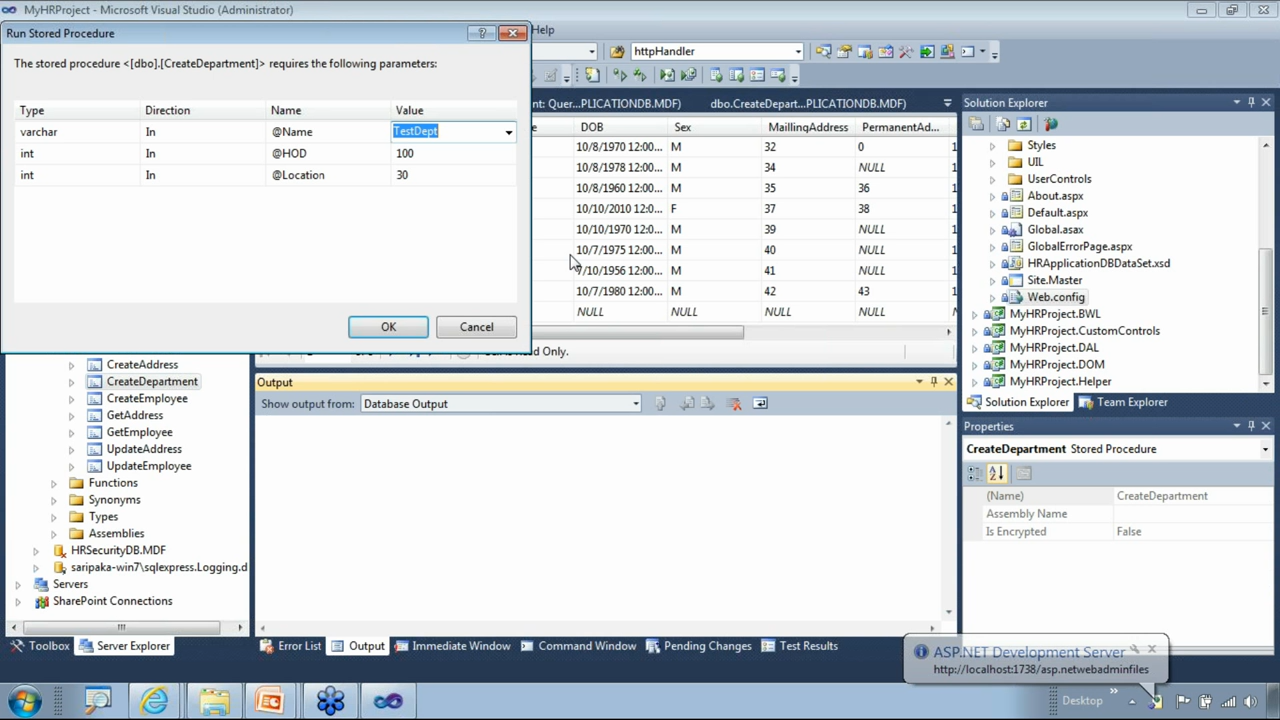 MyHRProject - Microsoft Visual Studio (Administrator)
Run Stored Procedure
Help
The stored procedure <[dbo].[CreateDepartment]> requires the following parameters:
httpHandler
Type Direction Name Value
varchar In @Name TestDept
int In @HOD 100
int In @Location 30
OK Cancel
nt: Quer...PLICATIONDB.MDF) dbo.CreateDepart...PLICATIONDB.MDF)
DOB Sex MaillinqAddress PermanentAd...
10/8/1970 12:00... M 32 0
10/8/1978 12:00... M 34 NULL
10/8/1960 12:00... M 35 36
10/10/2010 12:0... F 37 38
10/10/1970 12:0... M 39 NULL
10/7/1975 12:00... M 40 NULL
7/10/1956 12:00... M 41 NULL
10/7/1980 12:00... M 42 43
NULL NULL NULL NULL
Read Only.
Solution Explorer
Styles
UIL
UserControls
About.aspx
Default.aspx
Global.asax
GlobalErrorPage.aspx
HRApplicationDBDataSet.xsd
Site.Master
Web.config
MyHRProject.BWL
MyHRProject.CustomControls
MyHRProject.DAL
MyHRProject.DOM
MyHRProject.Helper
Solution Explorer Team Explorer
CreateAddress
CreateDepartment
CreateEmployee
GetAddress
GetEmployee
UpdateAddress
UpdateEmployee
Functions
Synonyms
Types
Assemblies
HRSecurityDB.MDF
saripaka-win7\sqlexpress.Logging.d
Servers
SharePoint Connections
Toolbox Server Explorer
Output
Show output from: Database Output
Error List Output Immediate Window Command Window Pending Changes Test Results
Properties
CreateDepartment Stored Procedure
(Name) CreateDepartment
Assembly Name
Is Encrypted False
ASP.NET Development Server
http://localhost:1738/asp.netwebadminfiles
Desktop